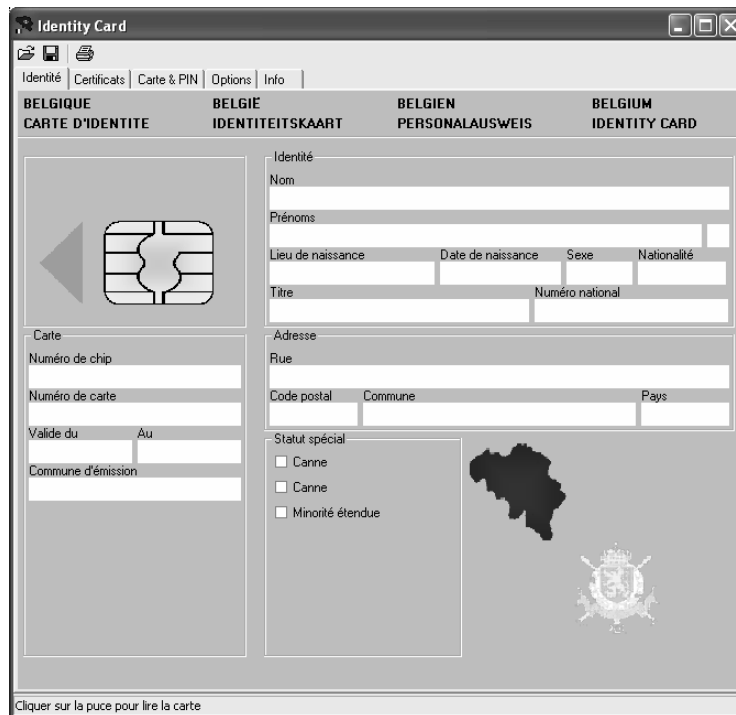 Identity Card
Identité Certificats Carte & PIN Options Info
BELGIQUE BELGIË BELGIEN BELGIUM
CARTE D'IDENTITE IDENTITEITSKAART PERSONALAUSWEIS IDENTITY CARD
Identité
Nom
Prénoms
Lieu de naissance Date de naissance Sexe Nationalité
Titre Numéro national
Carte
Numéro de chip
Numéro de carte
Valide du Au
Commune d'émission
Adresse
Rue
Code postal Commune Pays
Statut spécial
Canne
Canne
Minorité étendue
Cliquer sur la puce pour lire la carte